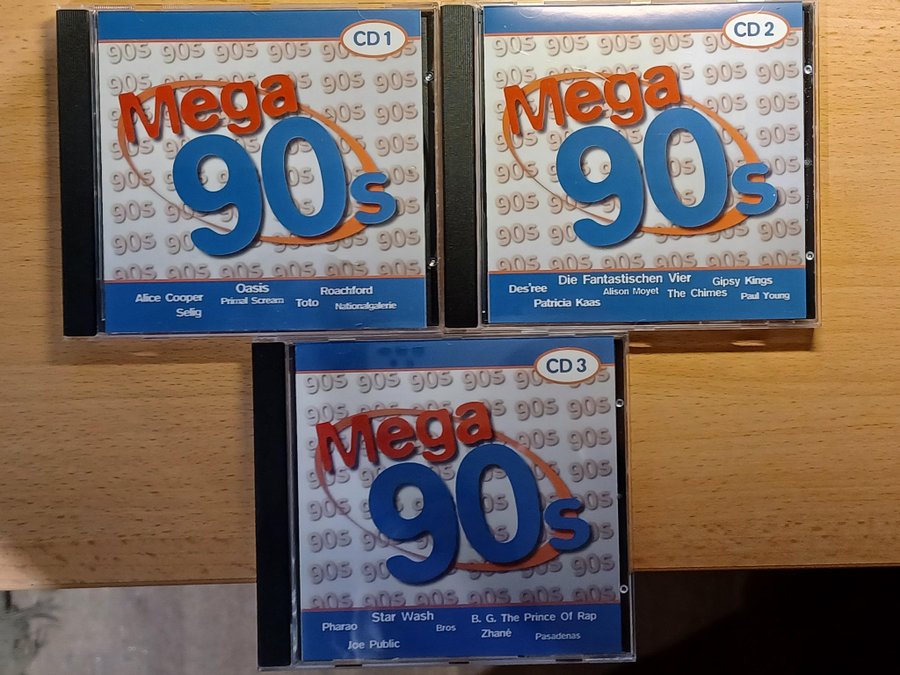 CD 1
Mega
90s
Oasis
Alice Cooper Primal Scream Toto Roachford
Selig Nationalgalerie
CD 2
Mega
90s
Des'ree Die Fantastischen Vier Gipsy Kings
Patricia Kaas Alison Moyet The Chimes Paul Young
CD 3
Mega
90s
Star Wash B. G. The Prince Of Rap
Pharao Bros Zhané Pasadenas
Joe Public